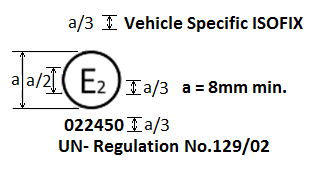 a/3 Vehicle Specific ISOFIX
a a/2 E2 a/3 a = 8mm min.
022450 a/3
UN- Regulation No.129/02